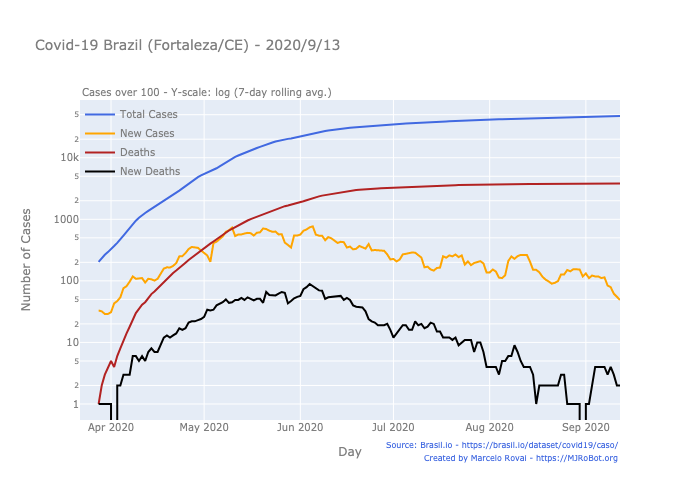 Covid-19 Brazil (Fortaleza/CE) - 2020/9/13
Cases over 100 - Y-scale: log (7-day rolling avg.)
Total Cases
New Cases
Deaths
New Deaths
Number of Cases
5
2
10k
5
2
1000
5
2
100
5
2
10
5
2
1
Apr 2020
May 2020
Jun 2020
Jul 2020
Aug 2020
Sep 2020
Day
Source: Brasil.io - https://brasil.io/dataset/covid19/caso/
Created by Marcelo Rovai - https://MJRoBot.org